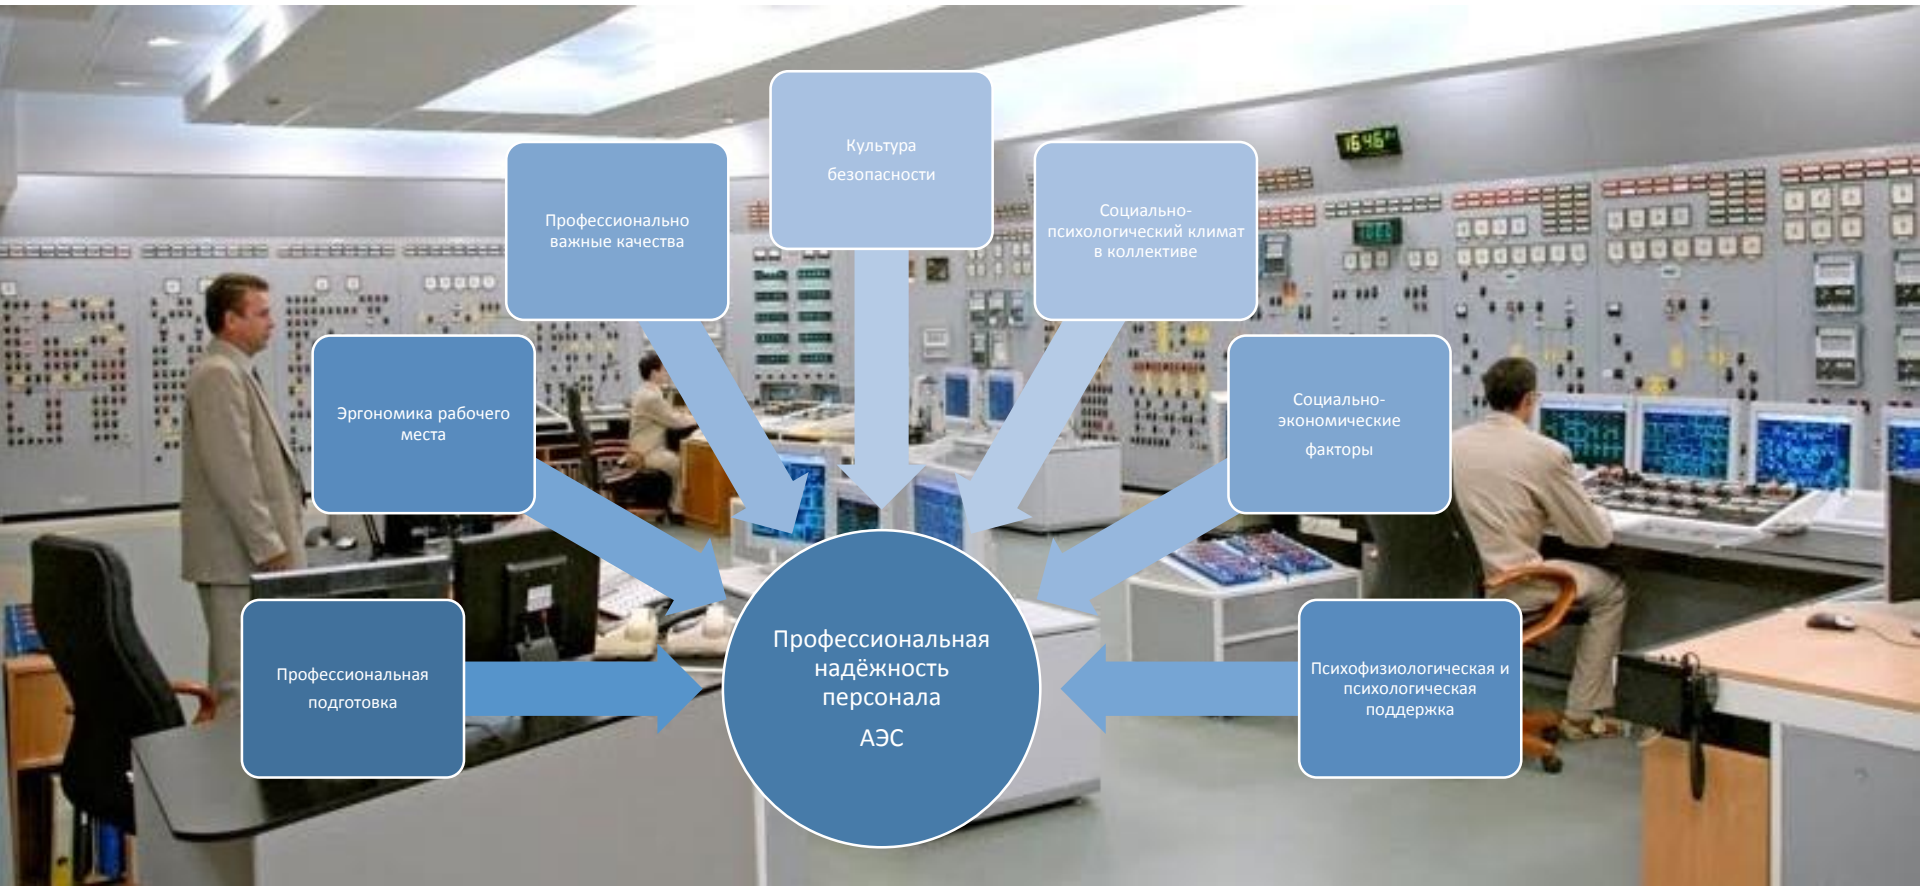 Культура
безопасности
Профессионально
важные качества
Социально-
психологический климат
в коллективе
Эргономика рабочего
места
Социально-
экономические
факторы
Профессиональная
подготовка
Профессиональная
надёжность
персонала
АЭС
Психофизиологическая и
психологическая
поддержка
1646